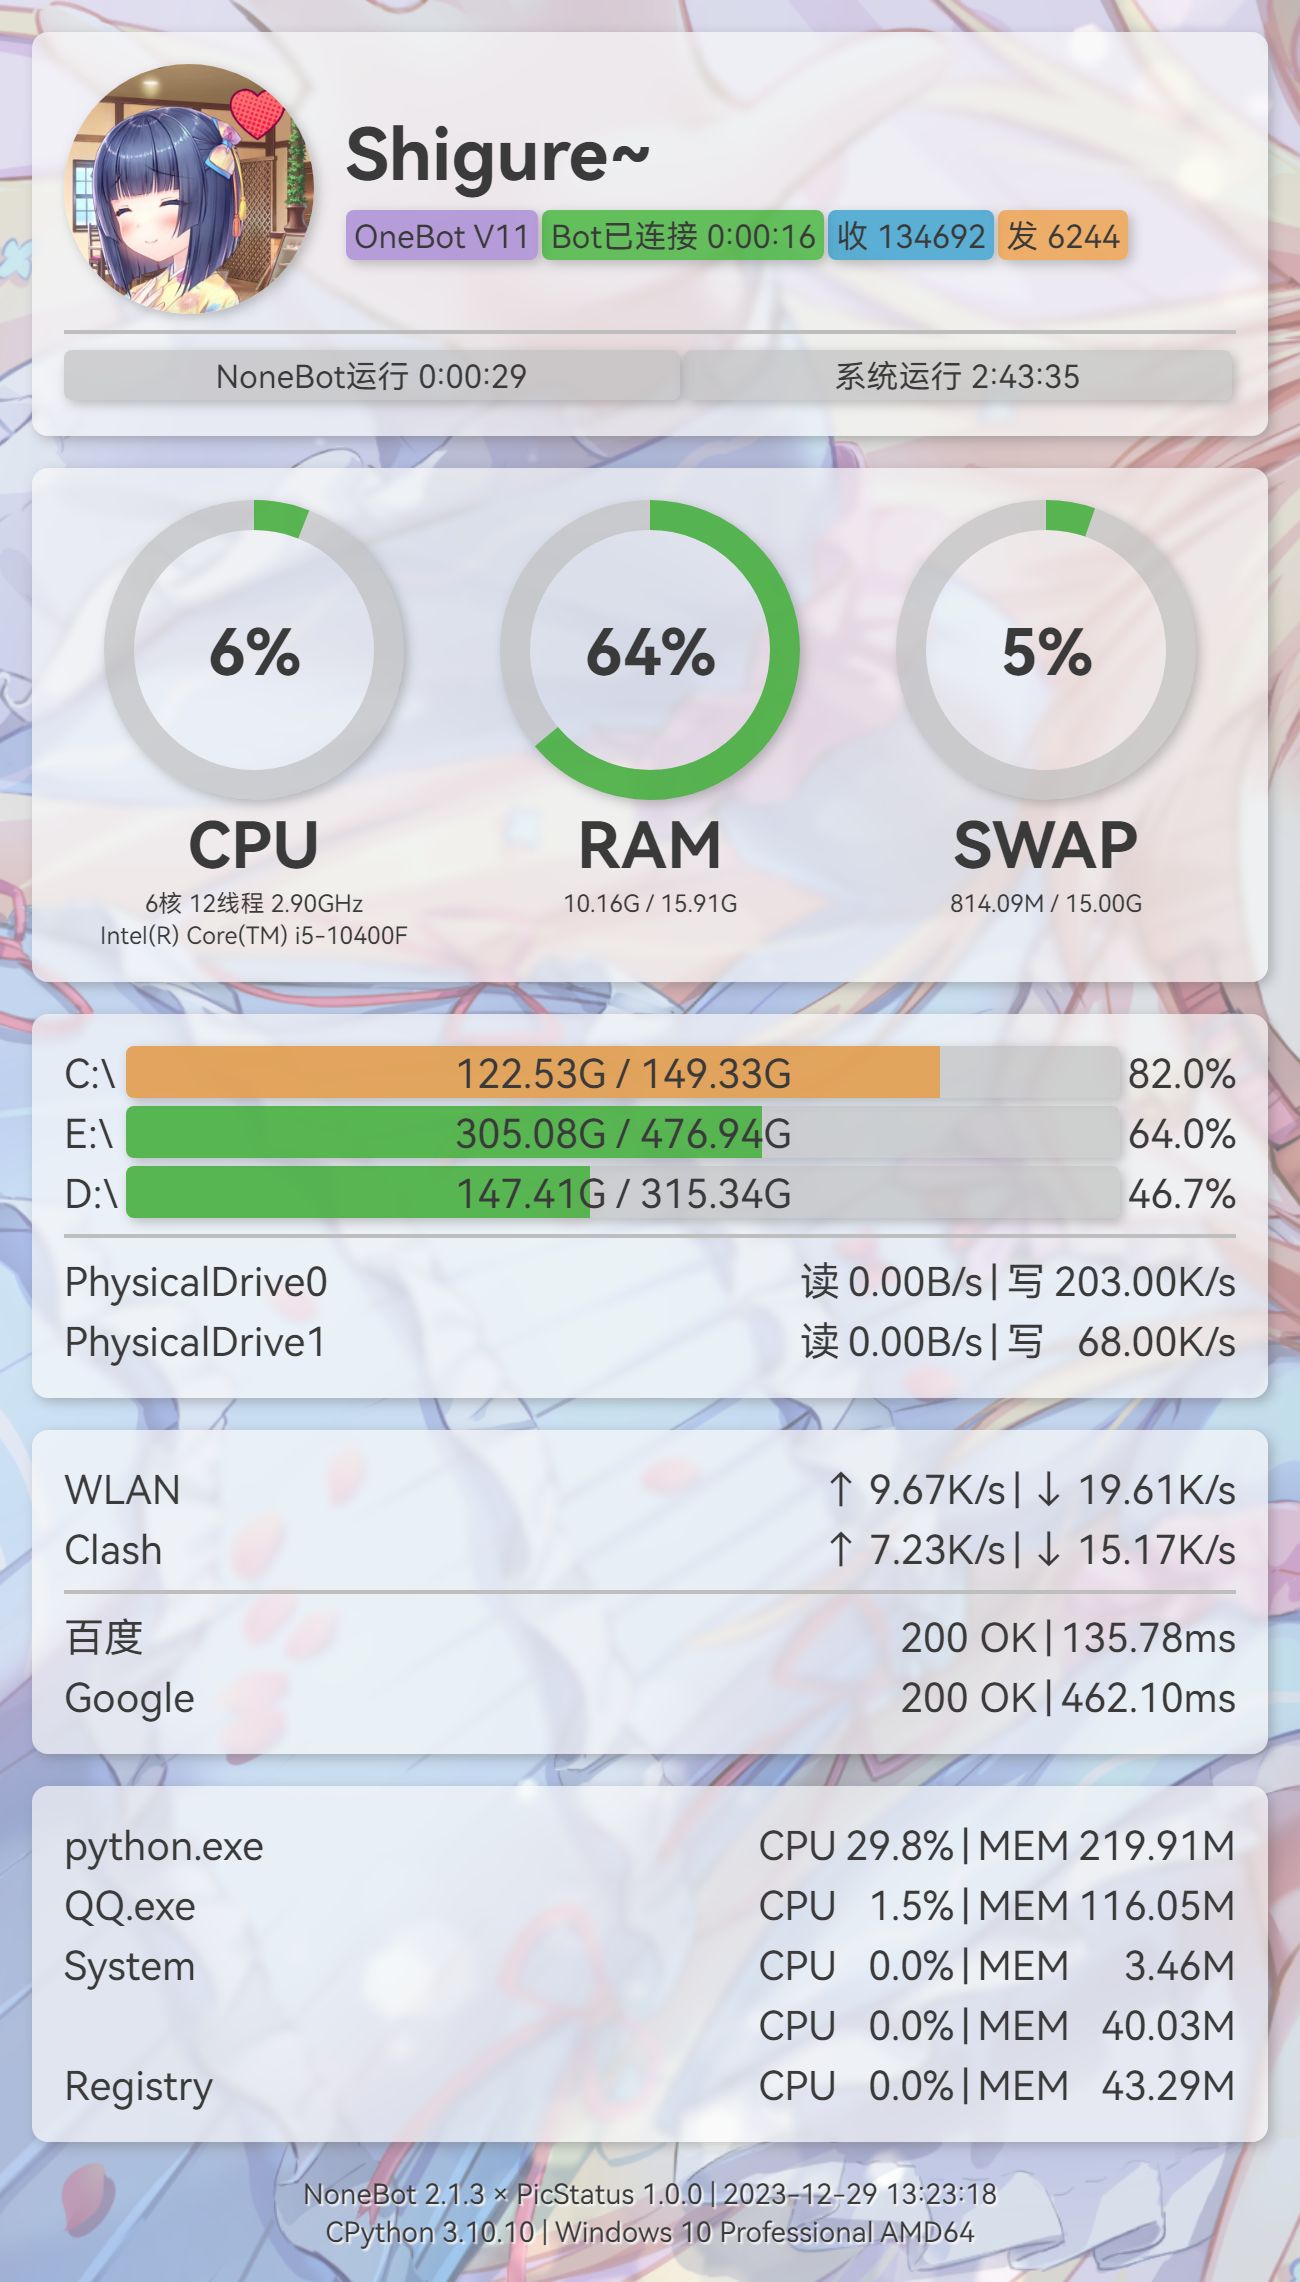 Shigure~
OneBot V11 Bot已连接 0:00:16 收 134692 发 6244
NoneBot运行 0:00:29 系统运行 2:43:35
6% 64% 5%
CPU RAM SWAP
6核 12线程 2.90GHz 10.16G / 15.91G 814.09M / 15.00G
Intel(R) Core(TM) i5-10400F
C:\ 122.53G / 149.33G 82.0%
E:\ 305.08G / 476.94G 64.0%
D:\ 147.41G / 315.34G 46.7%
PhysicalDrive0 读 0.00B/s | 写 203.00K/s
PhysicalDrive1 读 0.00B/s | 写 68.00K/s
WLAN ↑ 9.67K/s | ↓ 19.61K/s
Clash ↑ 7.23K/s | ↓ 15.17K/s
百度 200 OK | 135.78ms
Google 200 OK | 462.10ms
python.exe CPU 29.8% | MEM 219.91M
QQ.exe CPU 1.5% | MEM 116.05M
System CPU 0.0% | MEM 3.46M
CPU 0.0% | MEM 40.03M
Registry CPU 0.0% | MEM 43.29M
NoneBot 2.1.3 × PicStatus 1.0.0 | 2023-12-29 13:23:18
CPython 3.10.10 | Windows 10 Professional AMD64